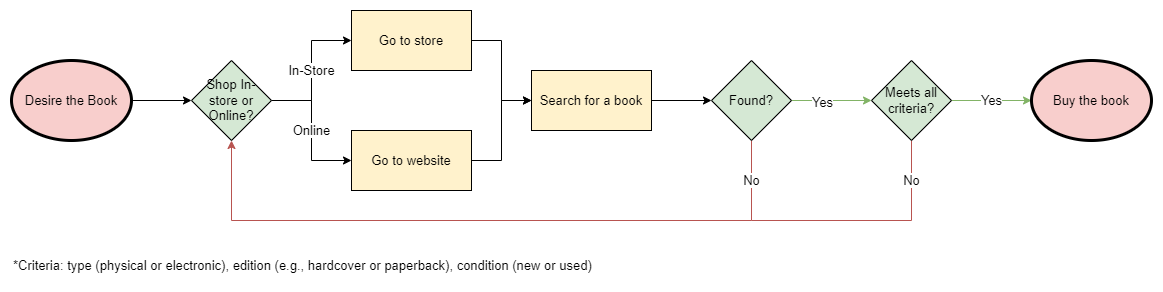 Go to store
In-Store
Desire the Book
Shop In-
store or
Online?
Search for a book
Found?
Yes
Meets all
criteria?
Yes
Buy the book
Online
Go to website
No
No
*Criteria: type (physical or electronic), edition (e.g., hardcover or paperback), condition (new or used)